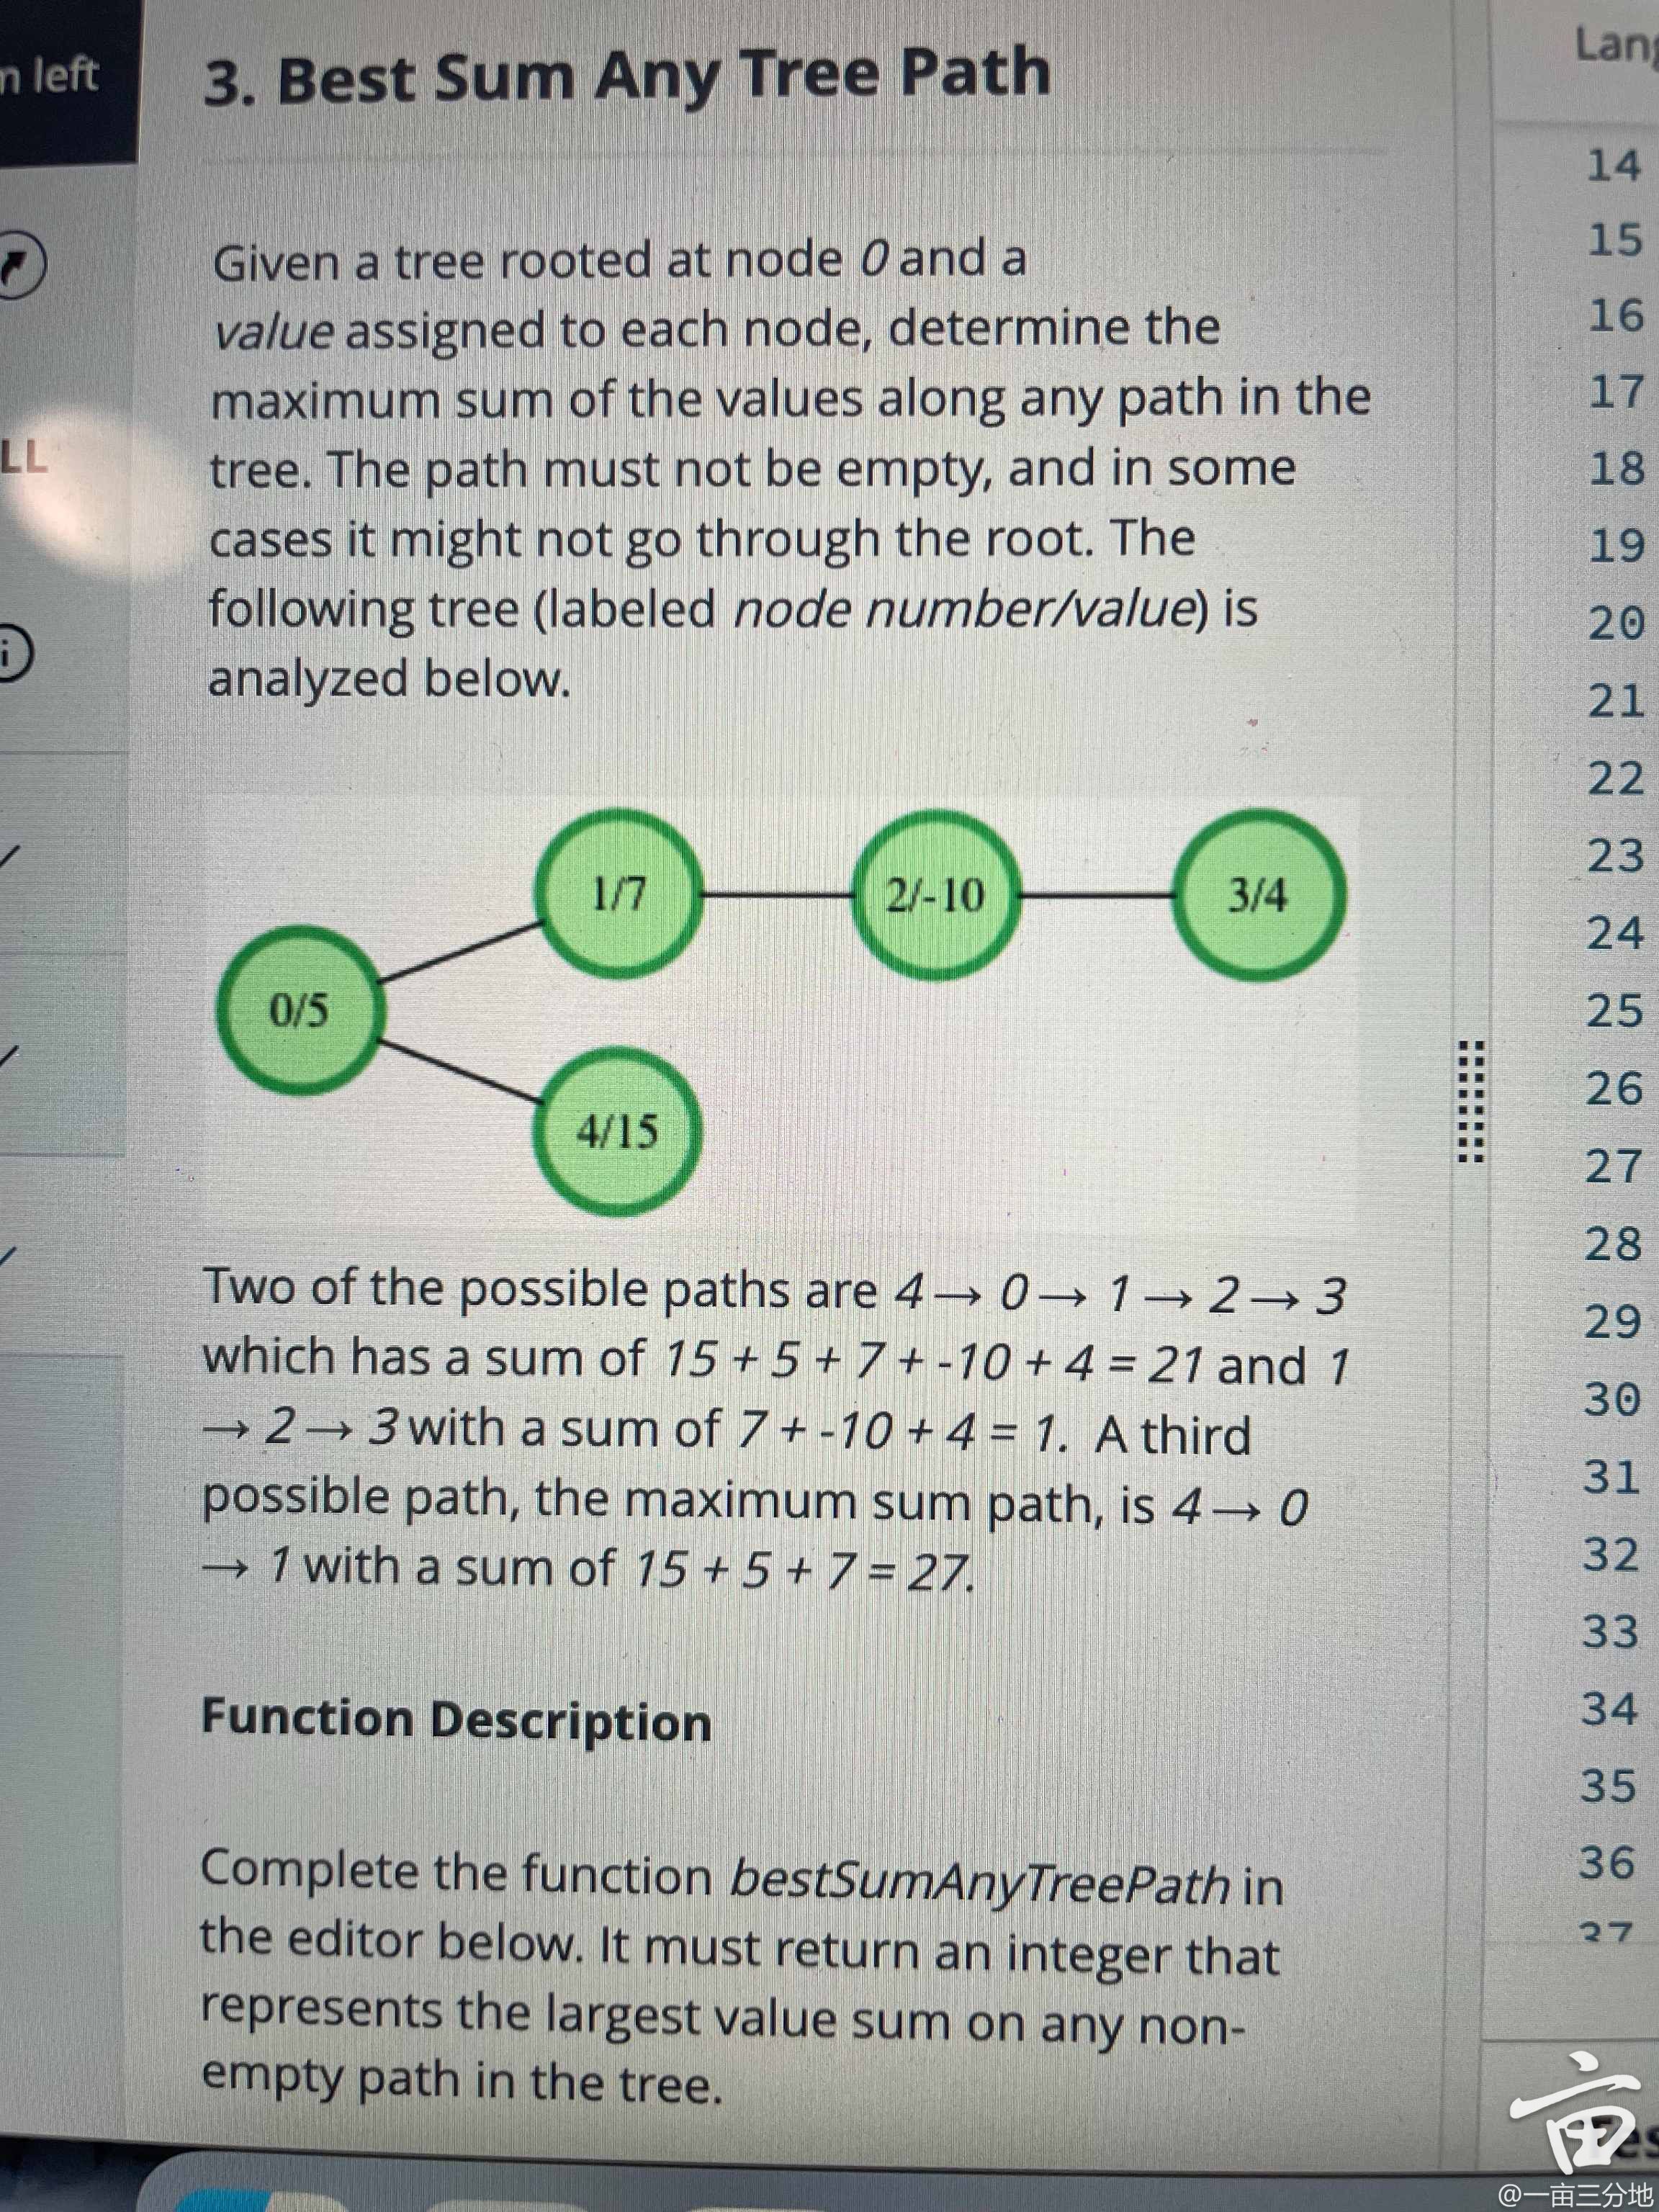 n left
3. Best Sum Any Tree Path
Lang
Given a tree rooted at node 0 and a
value assigned to each node, determine the
maximum sum of the values along any path in the
tree. The path must not be empty, and in some
cases it might not go through the root. The
following tree (labeled node number/value) is
analyzed below.
LL
i
1/7
2/-10
3/4
0/5
4/15
Two of the possible paths are 4 → 0 → 1 → 2 → 3
which has a sum of 15 + 5 + 7 + -10 + 4 = 21 and 1
→ 2 → 3 with a sum of 7 + -10 + 4 = 1. A third
possible path, the maximum sum path, is 4 → 0
→ 1 with a sum of 15 + 5 + 7 = 27.
Function Description
Complete the function bestSumAnyTreePath in
the editor below. It must return an integer that
represents the largest value sum on any non-
empty path in the tree.
14
15
16
17
18
19
20
21
22
23
24
25
26
27
28
29
30
31
32
33
34
35
36
37
亩
@一亩三分地